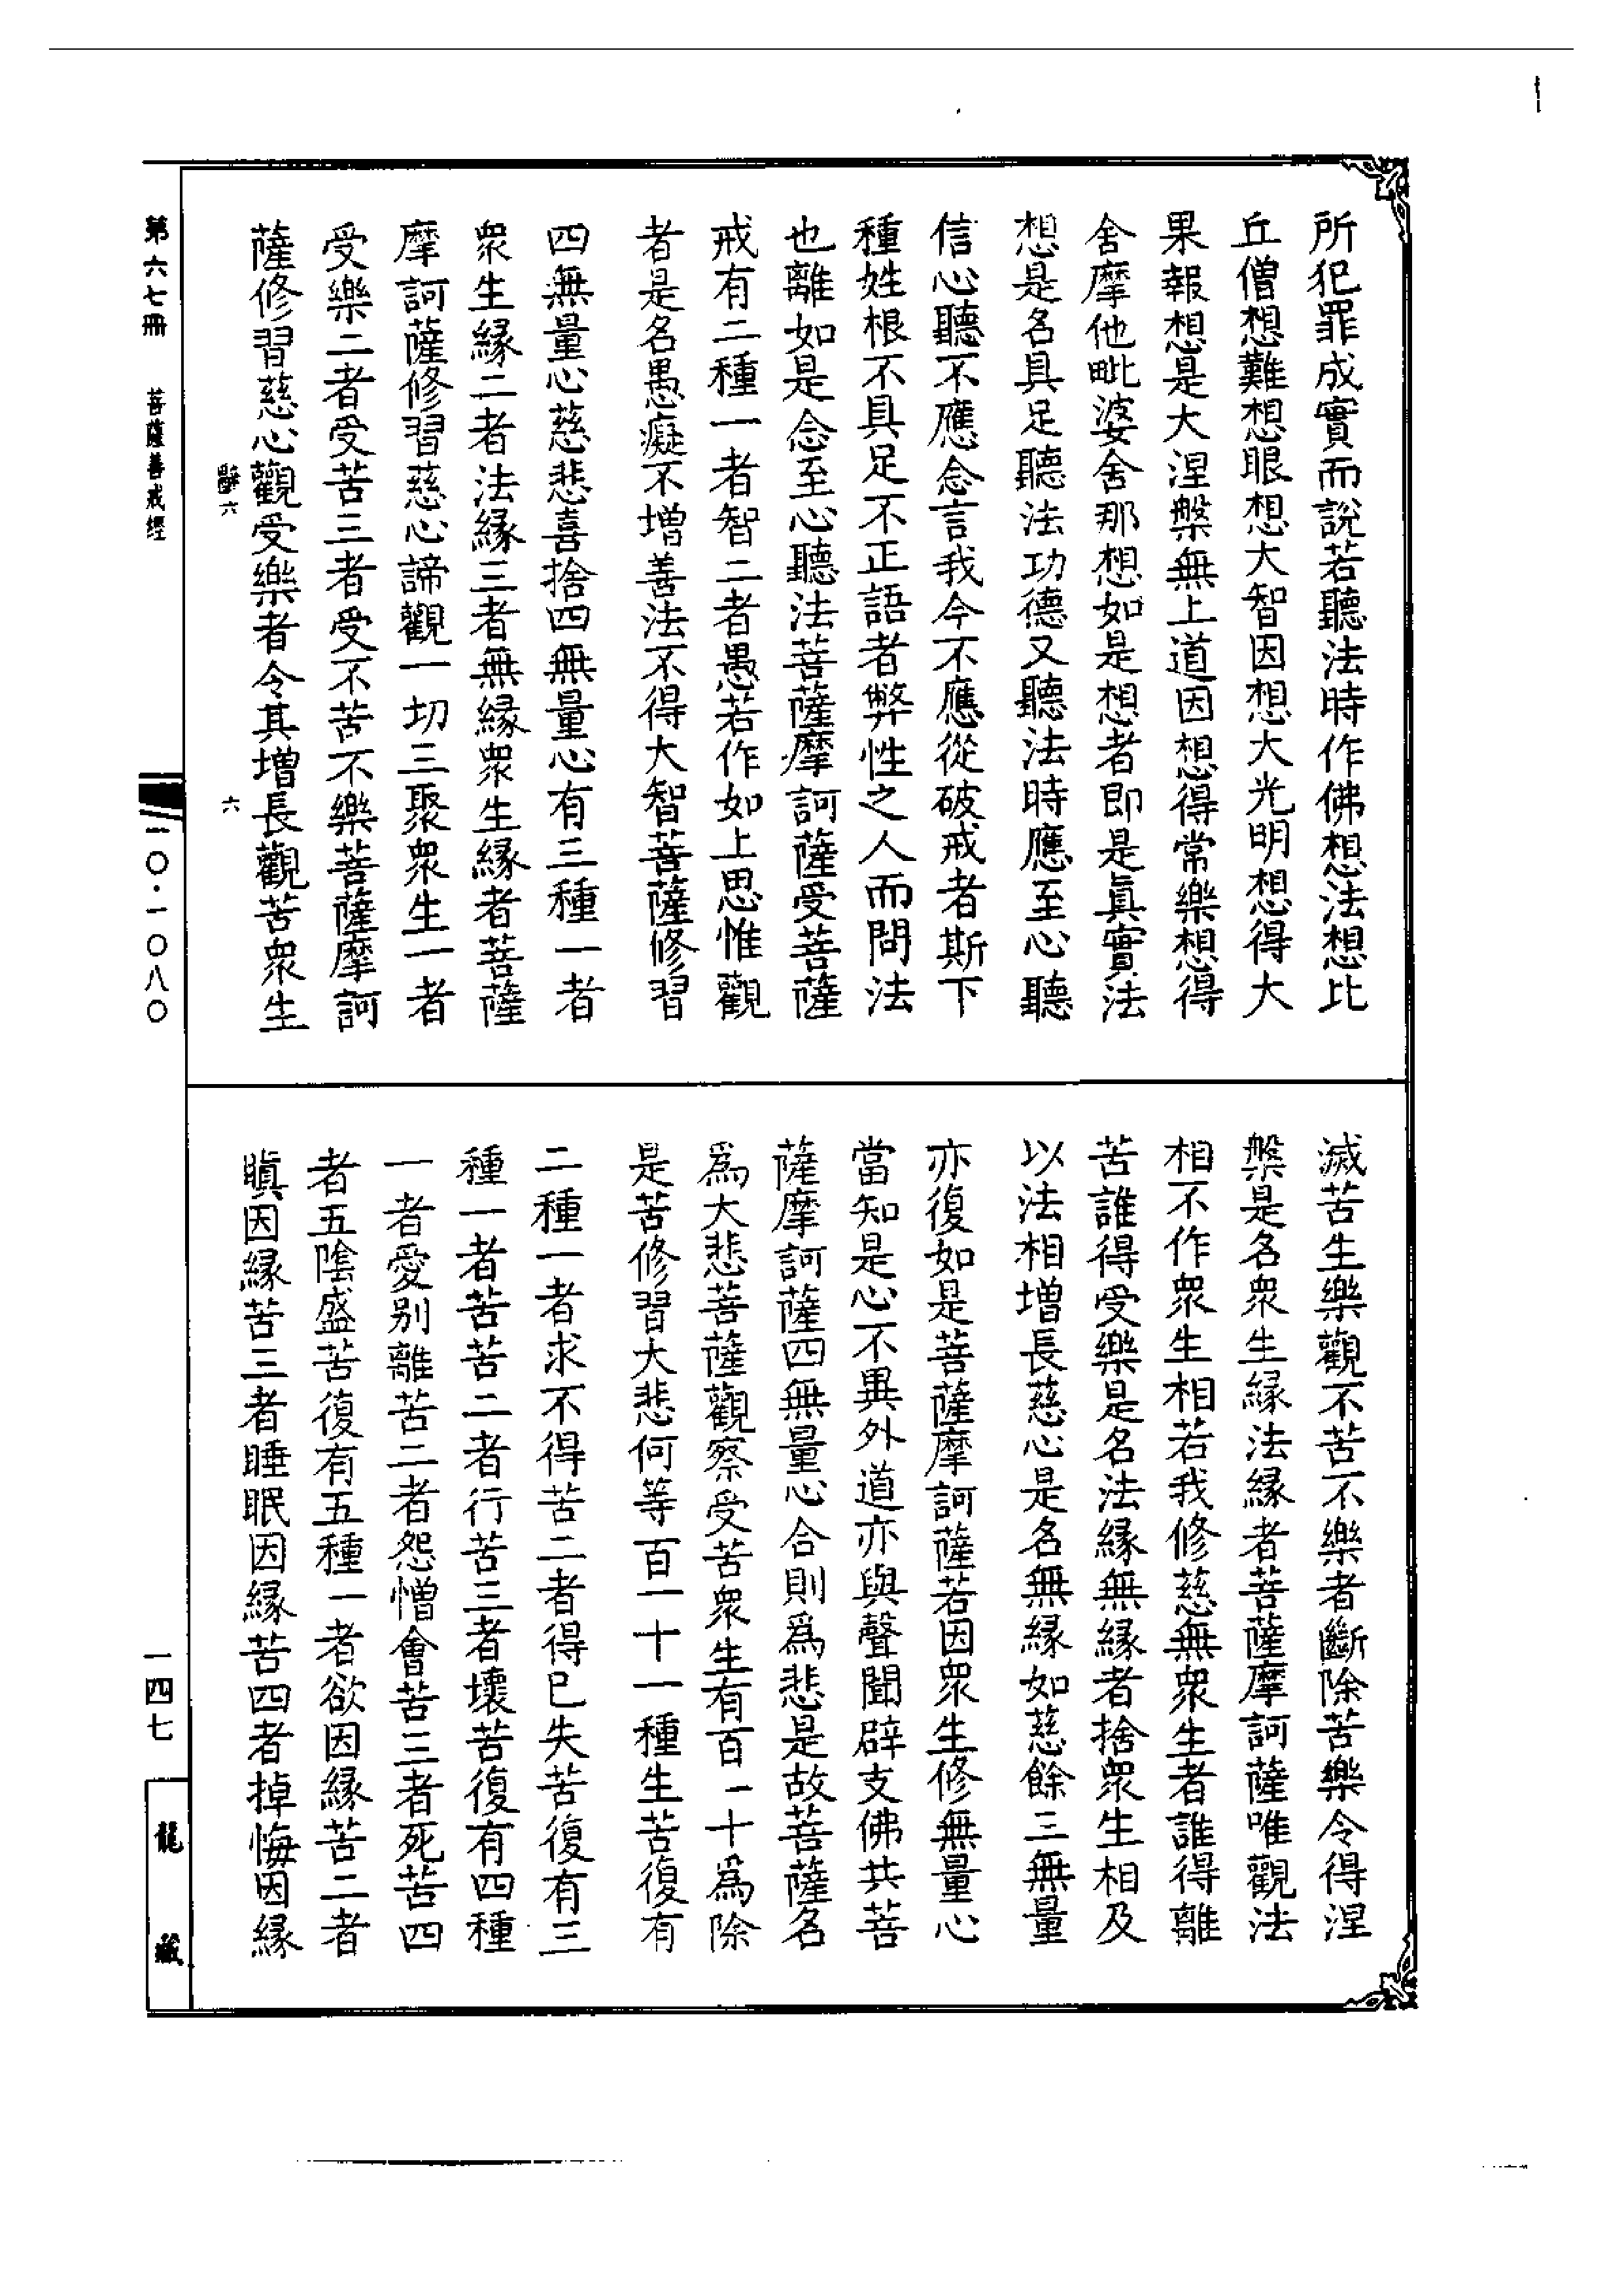 所犯罪成實而說若聽法時作佛想法想比
丘僧想難想眼想大智因想大光明想得大
果報想是大涅槃無上道因想得常樂想得
舍摩他毗婆舍那想如是想者即是真實法
想是名具足聽法功德又聽法時應至心聽
信心聽不應念言我今不應從破戒者斯下
種姓根不具足不正語者弊性之人而問法
也離如是念至心聽法菩薩摩訶薩受菩薩
戒有二種一者智二者愚若作如上思惟觀
者是名愚癡不增善法不得大智菩薩修習
四無量心慈悲喜捨四無量心有三種一者
眾生緣二者法緣三者無緣眾生緣者菩薩
摩訶薩修習慈心諦觀一切三聚眾生一者
受樂二者受苦三者受不苦不樂菩薩摩訶
薩修習慈心觀受樂者令其增長觀苦眾生
滅苦生樂觀不苦不樂者斷除苦樂令得涅
槃是名眾生緣法緣者菩薩摩訶薩唯觀法
相不作眾生相若我修慈無眾生者誰得離
苦誰得受樂是名法緣無緣者捨眾生相及
以法相增長慈心是名無緣如慈餘三無量
亦復如是菩薩摩訶薩若因眾生修無量心
當知是心不異外道亦與聲聞辟支佛共菩
薩摩訶薩四無量心合則為悲是故菩薩名
為大悲菩薩觀察受苦眾生有百一十為除
是苦修習大悲何等百一十一種生苦復有
二種一者求不得苦二者得已失苦復有三
種一者苦苦二者行苦三者壞苦復有四種
一者愛別離苦二者怨憎會苦三者死苦四
者五陰盛苦復有五種一者欲因緣苦二者
瞋因緣苦三者睡眠因緣苦四者掉悔因緣
六
六
第六七冊 菩薩善戒經
一〇·一〇八〇
一四七
龍藏